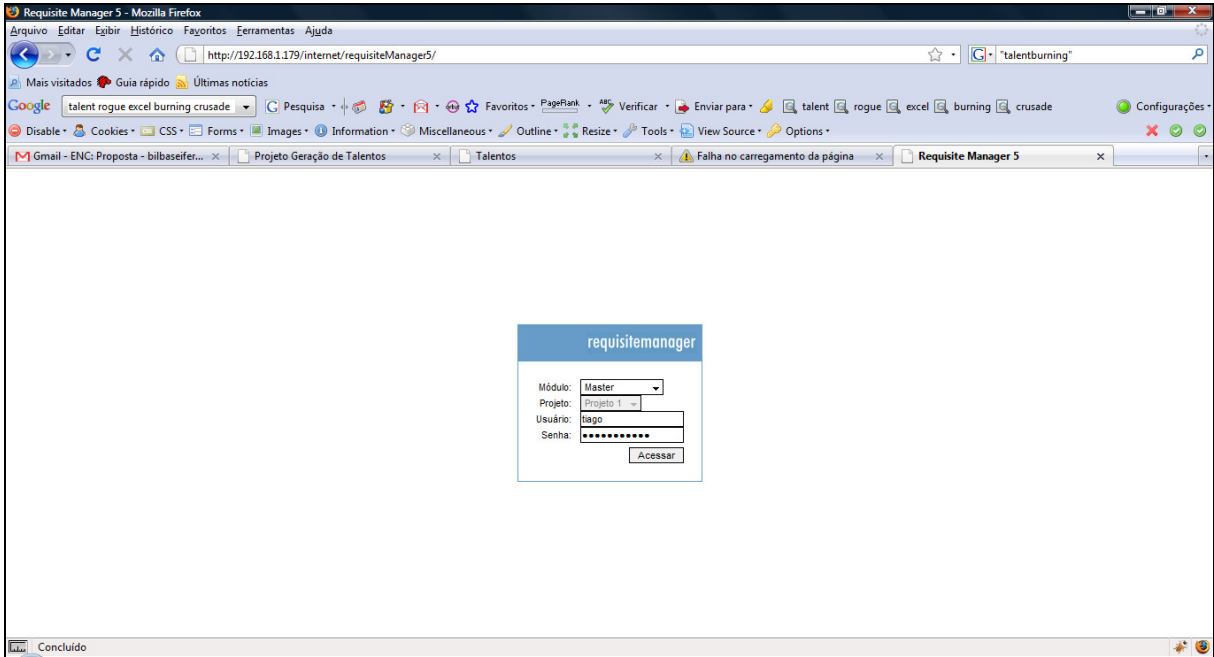 Requisite Manager 5 - Mozilla Firefox
Arquivo Editar Exibir Histórico Favoritos Ferramentas Ajuda
http://192.168.1.179/internet/requisiteManager5/ G "talentburning"
Mais visitados Guia rápido Últimas notícias
Google talent rogue excel burning crusade G Pesquisa Favoritos PageRank ABC Verificar Enviar para talent rogue excel burning crusade Configurações
Disable Cookies CSS Forms Images Information Miscellaneous Outline Resize Tools View Source Options
Gmail - ENC: Proposta - bilbaseifer... Projeto Geração de Talentos Talentos Falha no carregamento da página Requisite Manager 5
requisitemanager
Módulo: Master
Projeto: Projeto 1
Usuário: tiago
Senha: •••••••••••
Acessar
Concluído